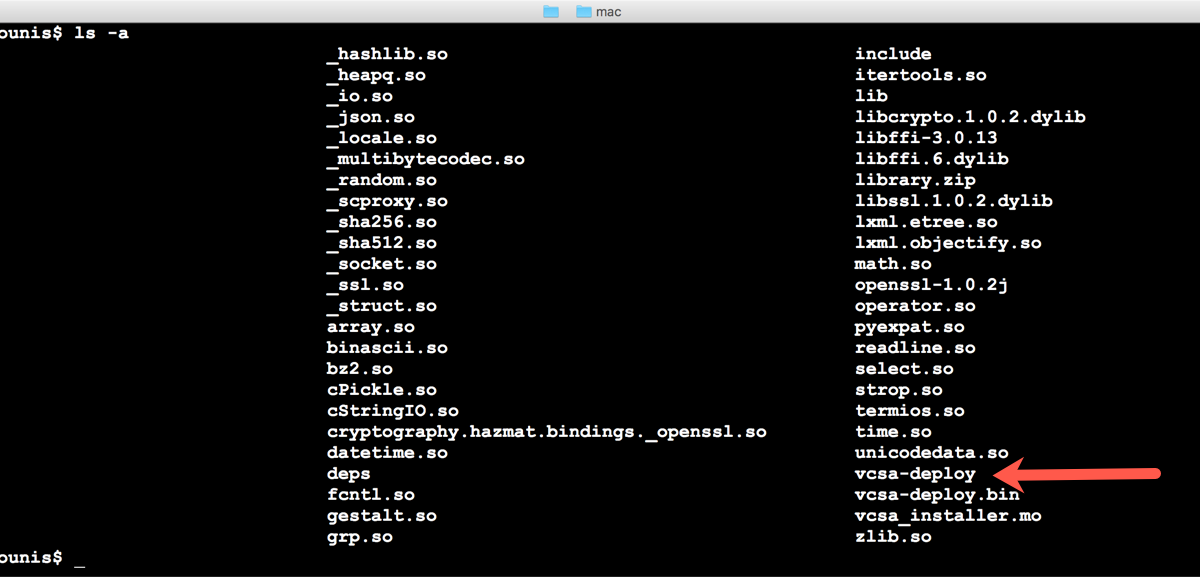 mac
ounis$ ls -a
_hashlib.so include
_heapq.so itertools.so
_io.so lib
_json.so libcrypto.1.0.2.dylib
_locale.so libffi-3.0.13
_multibytecodec.so libffi.6.dylib
_random.so library.zip
_scproxy.so libssl.1.0.2.dylib
_sha256.so lxml.etree.so
_sha512.so lxml.objectify.so
_socket.so math.so
_ssl.so openssl-1.0.2j
_struct.so operator.so
array.so pyexpat.so
binascii.so readline.so
bz2.so select.so
cPickle.so strop.so
cStringIO.so termios.so
cryptography.hazmat.bindings._openssl.so time.so
datetime.so unicodedata.so
deps vcsa-deploy
fcntl.so vcsa-deploy.bin
gestalt.so vcsa_installer.mo
grp.so zlib.so
ounis$ _